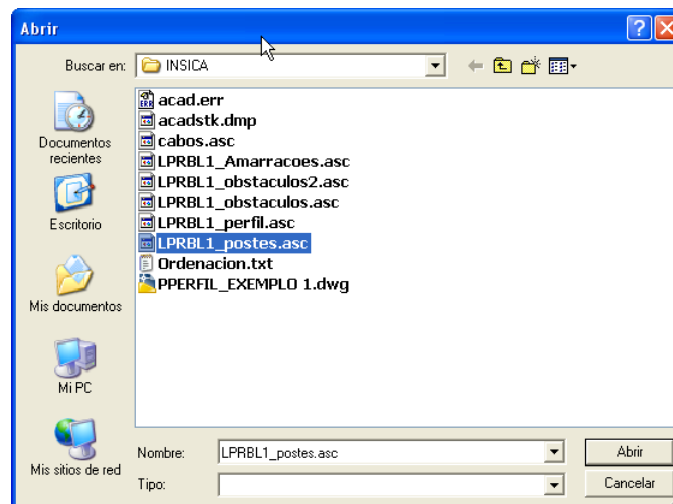 Abrir
Buscar en: INSICA
Documentos
recientes
Escritorio
Mis documentos
Mi PC
Mis sitios de red
ERR acad.err
acadstk.dmp
cabos.asc
LPRBL1_Amarracoes.asc
LPRBL1_obstaculos2.asc
LPRBL1_obstaculos.asc
LPRBL1_perfil.asc
LPRBL1_postes.asc
Ordenacion.txt
PPERFIL_EXEMPLO 1.dwg
Nombre: LPRBL1_postes.asc Abrir
Tipo: Cancelar